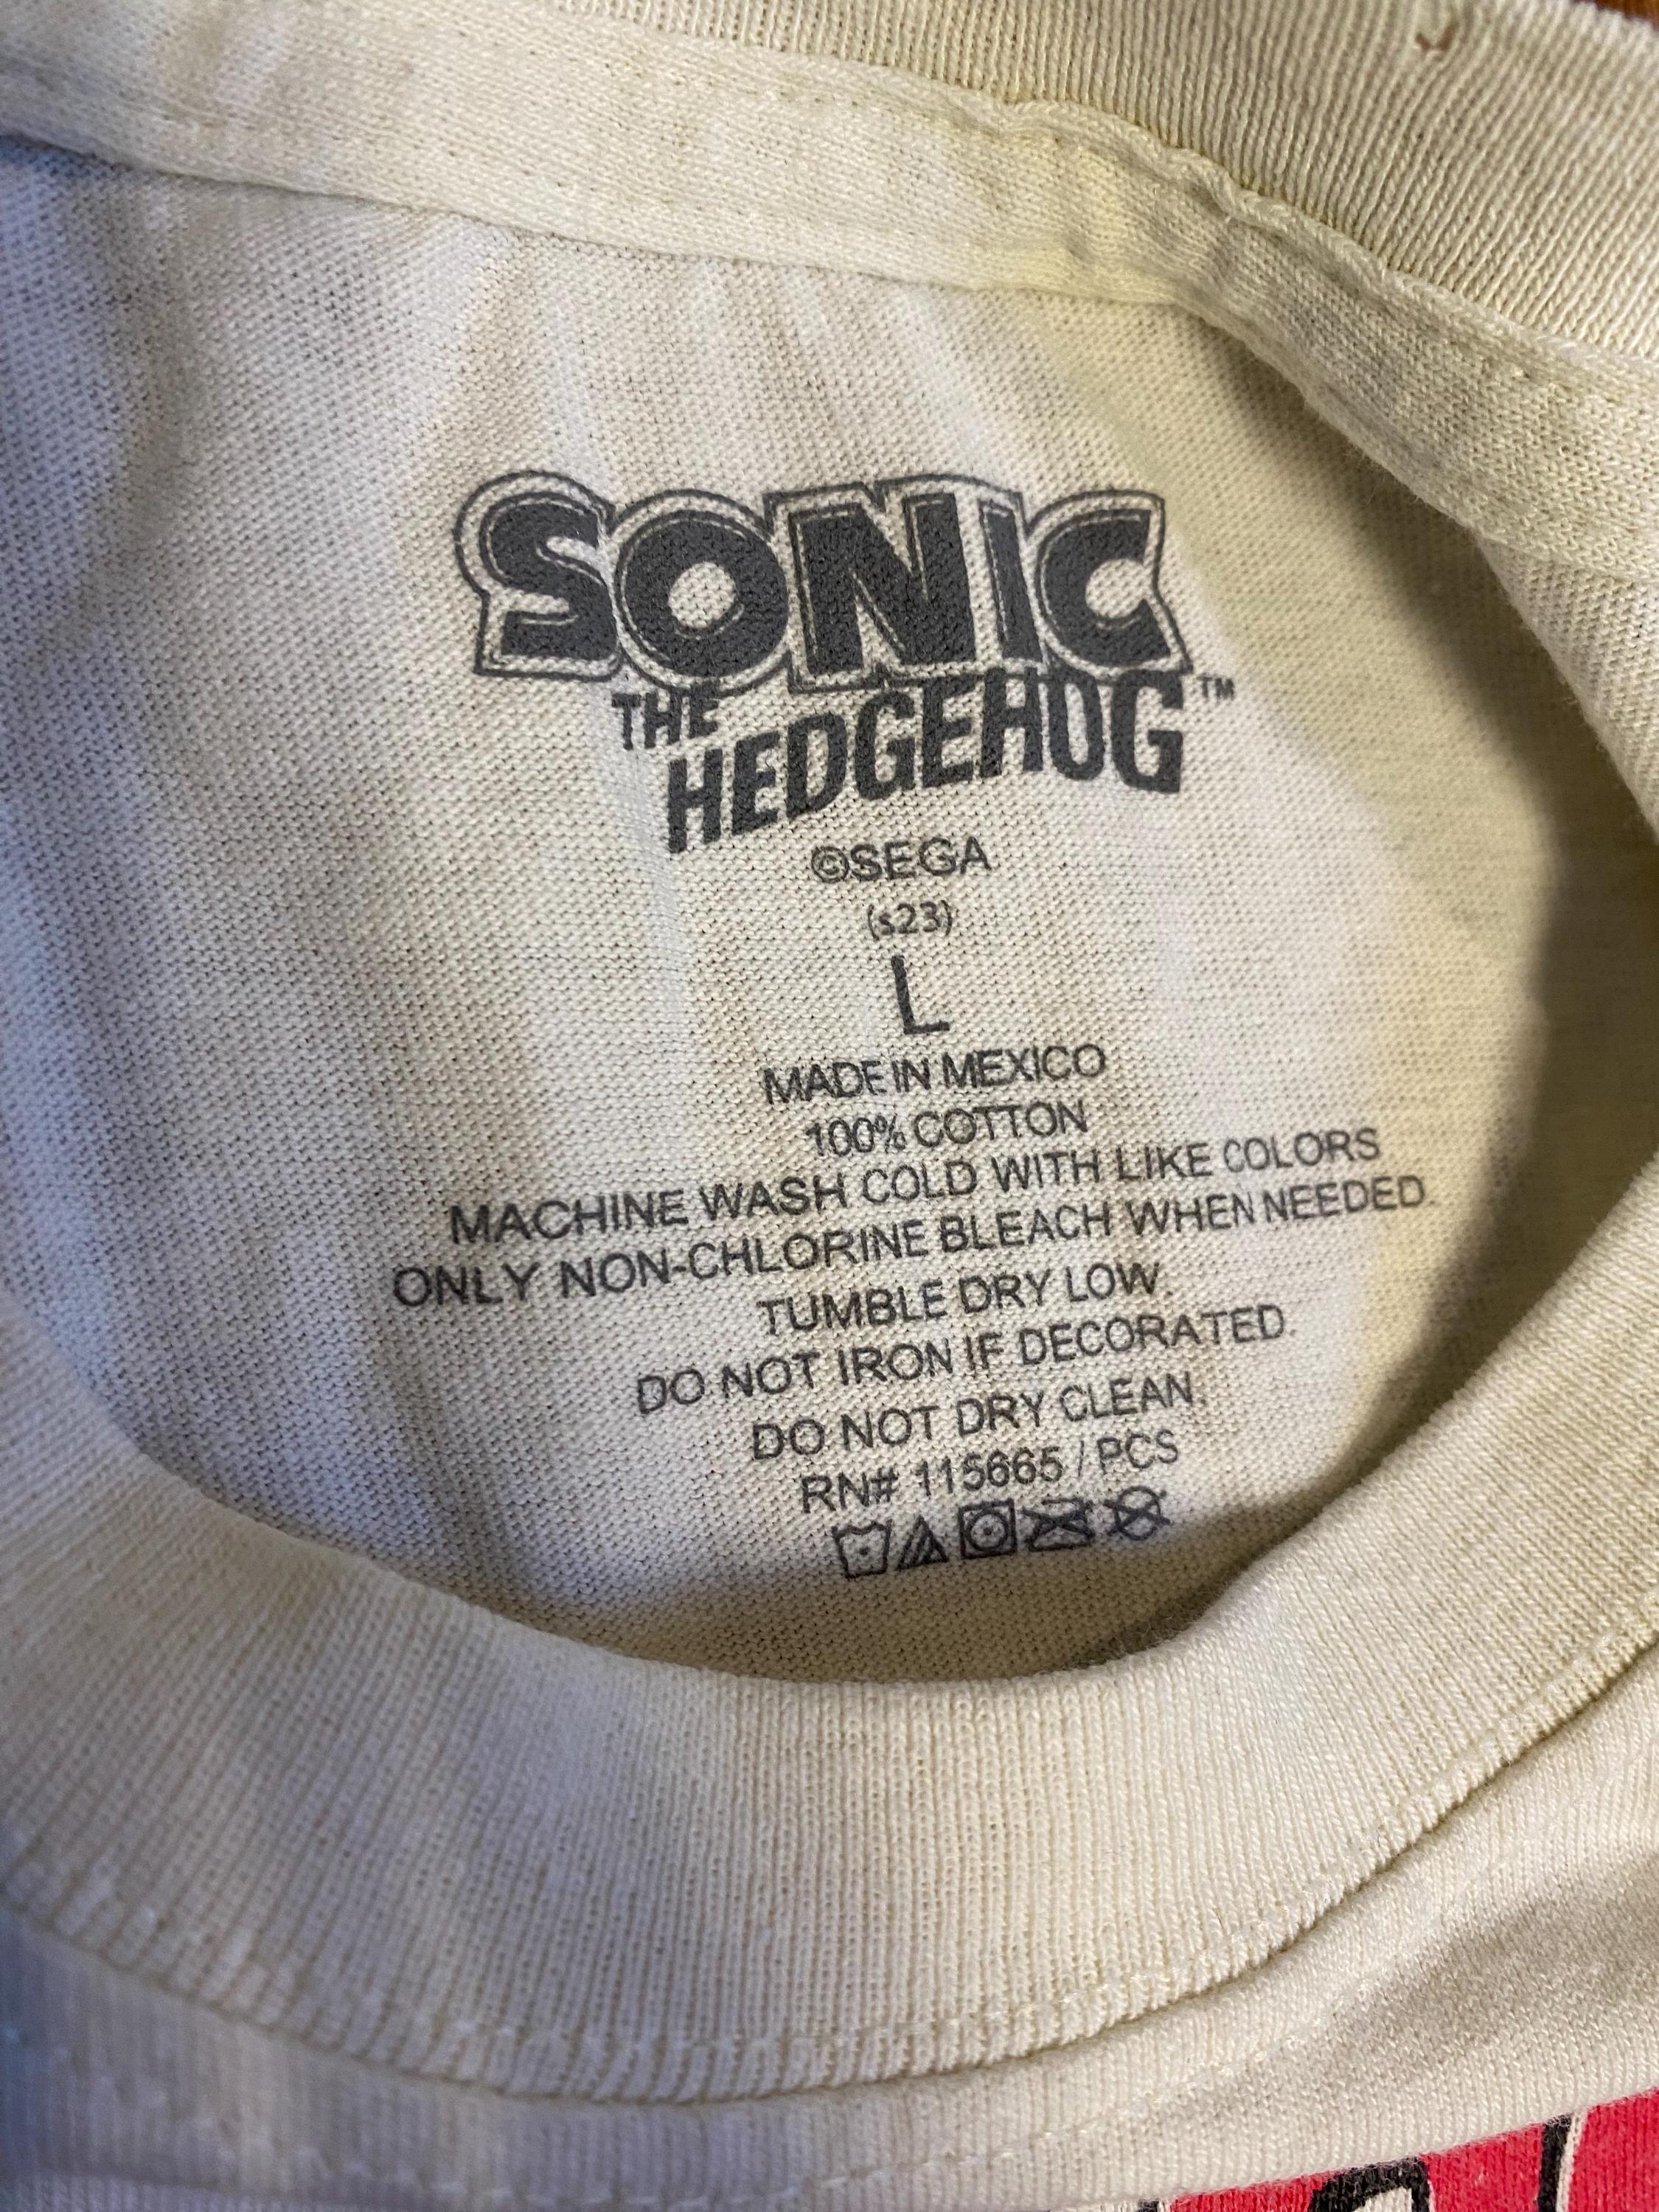 SONIC
THE
HEDGEHOG™
©SEGA
(s23)
L
MADE IN MEXICO
100% COTTON
MACHINE WASH COLD WITH LIKE COLORS
ONLY NON-CHLORINE BLEACH WHEN NEEDED.
TUMBLE DRY LOW.
DO NOT IRON IF DECORATED.
DO NOT DRY CLEAN.
RN# 115665 / PCS